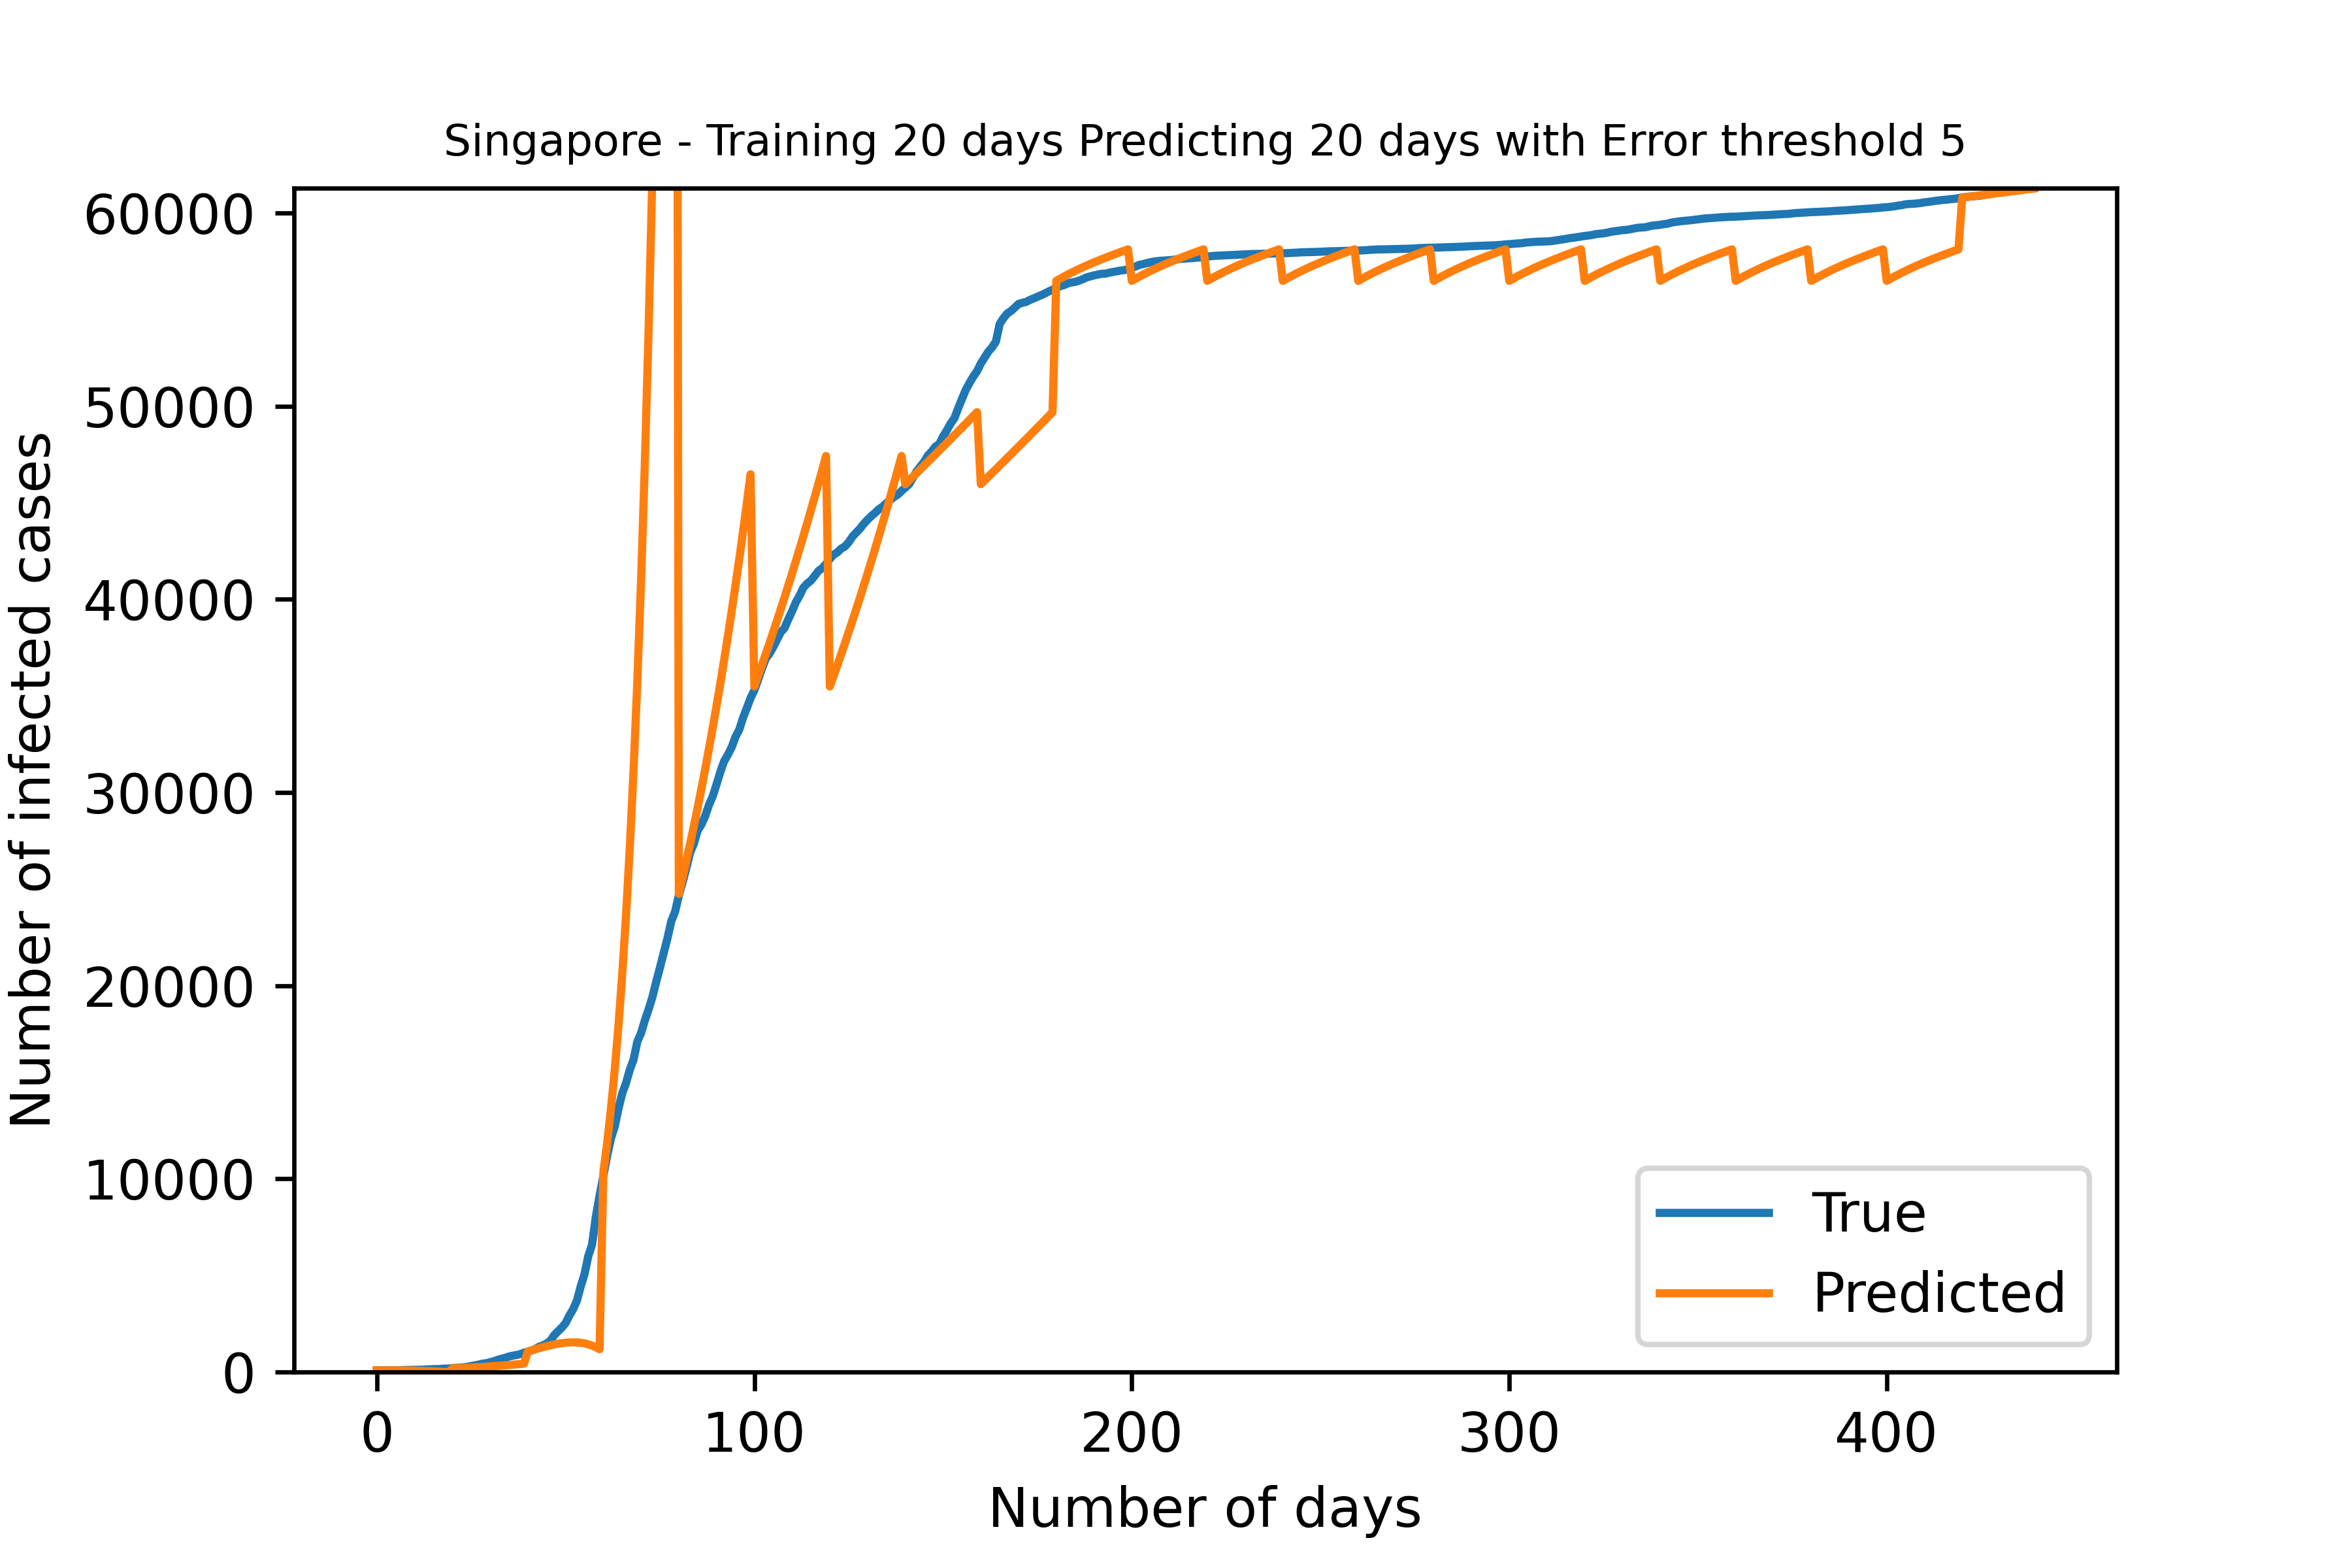 Singapore - Training 20 days Predicting 20 days with Error threshold 5
60000
50000
40000
30000
20000
10000
0
Number of infected cases
True
Predicted
0 100 200 300 400
Number of days